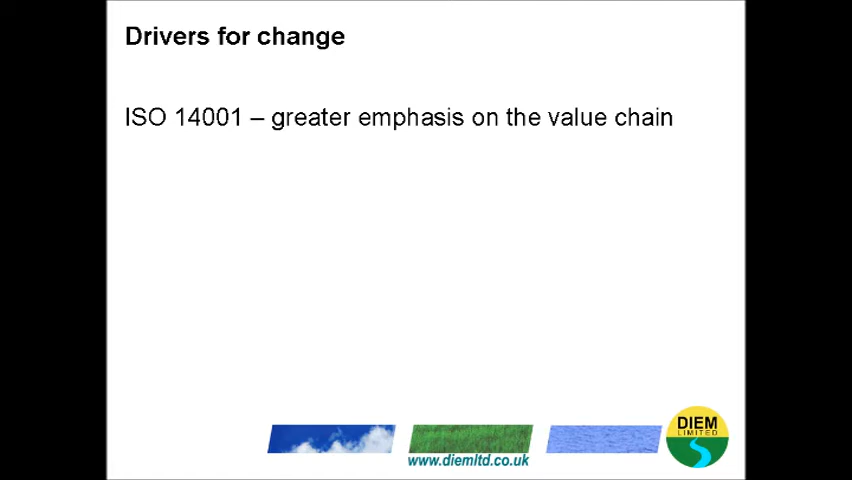 Drivers for change
ISO 14001 – greater emphasis on the value chain
DIEM
LIMITED
www.diemltd.co.uk